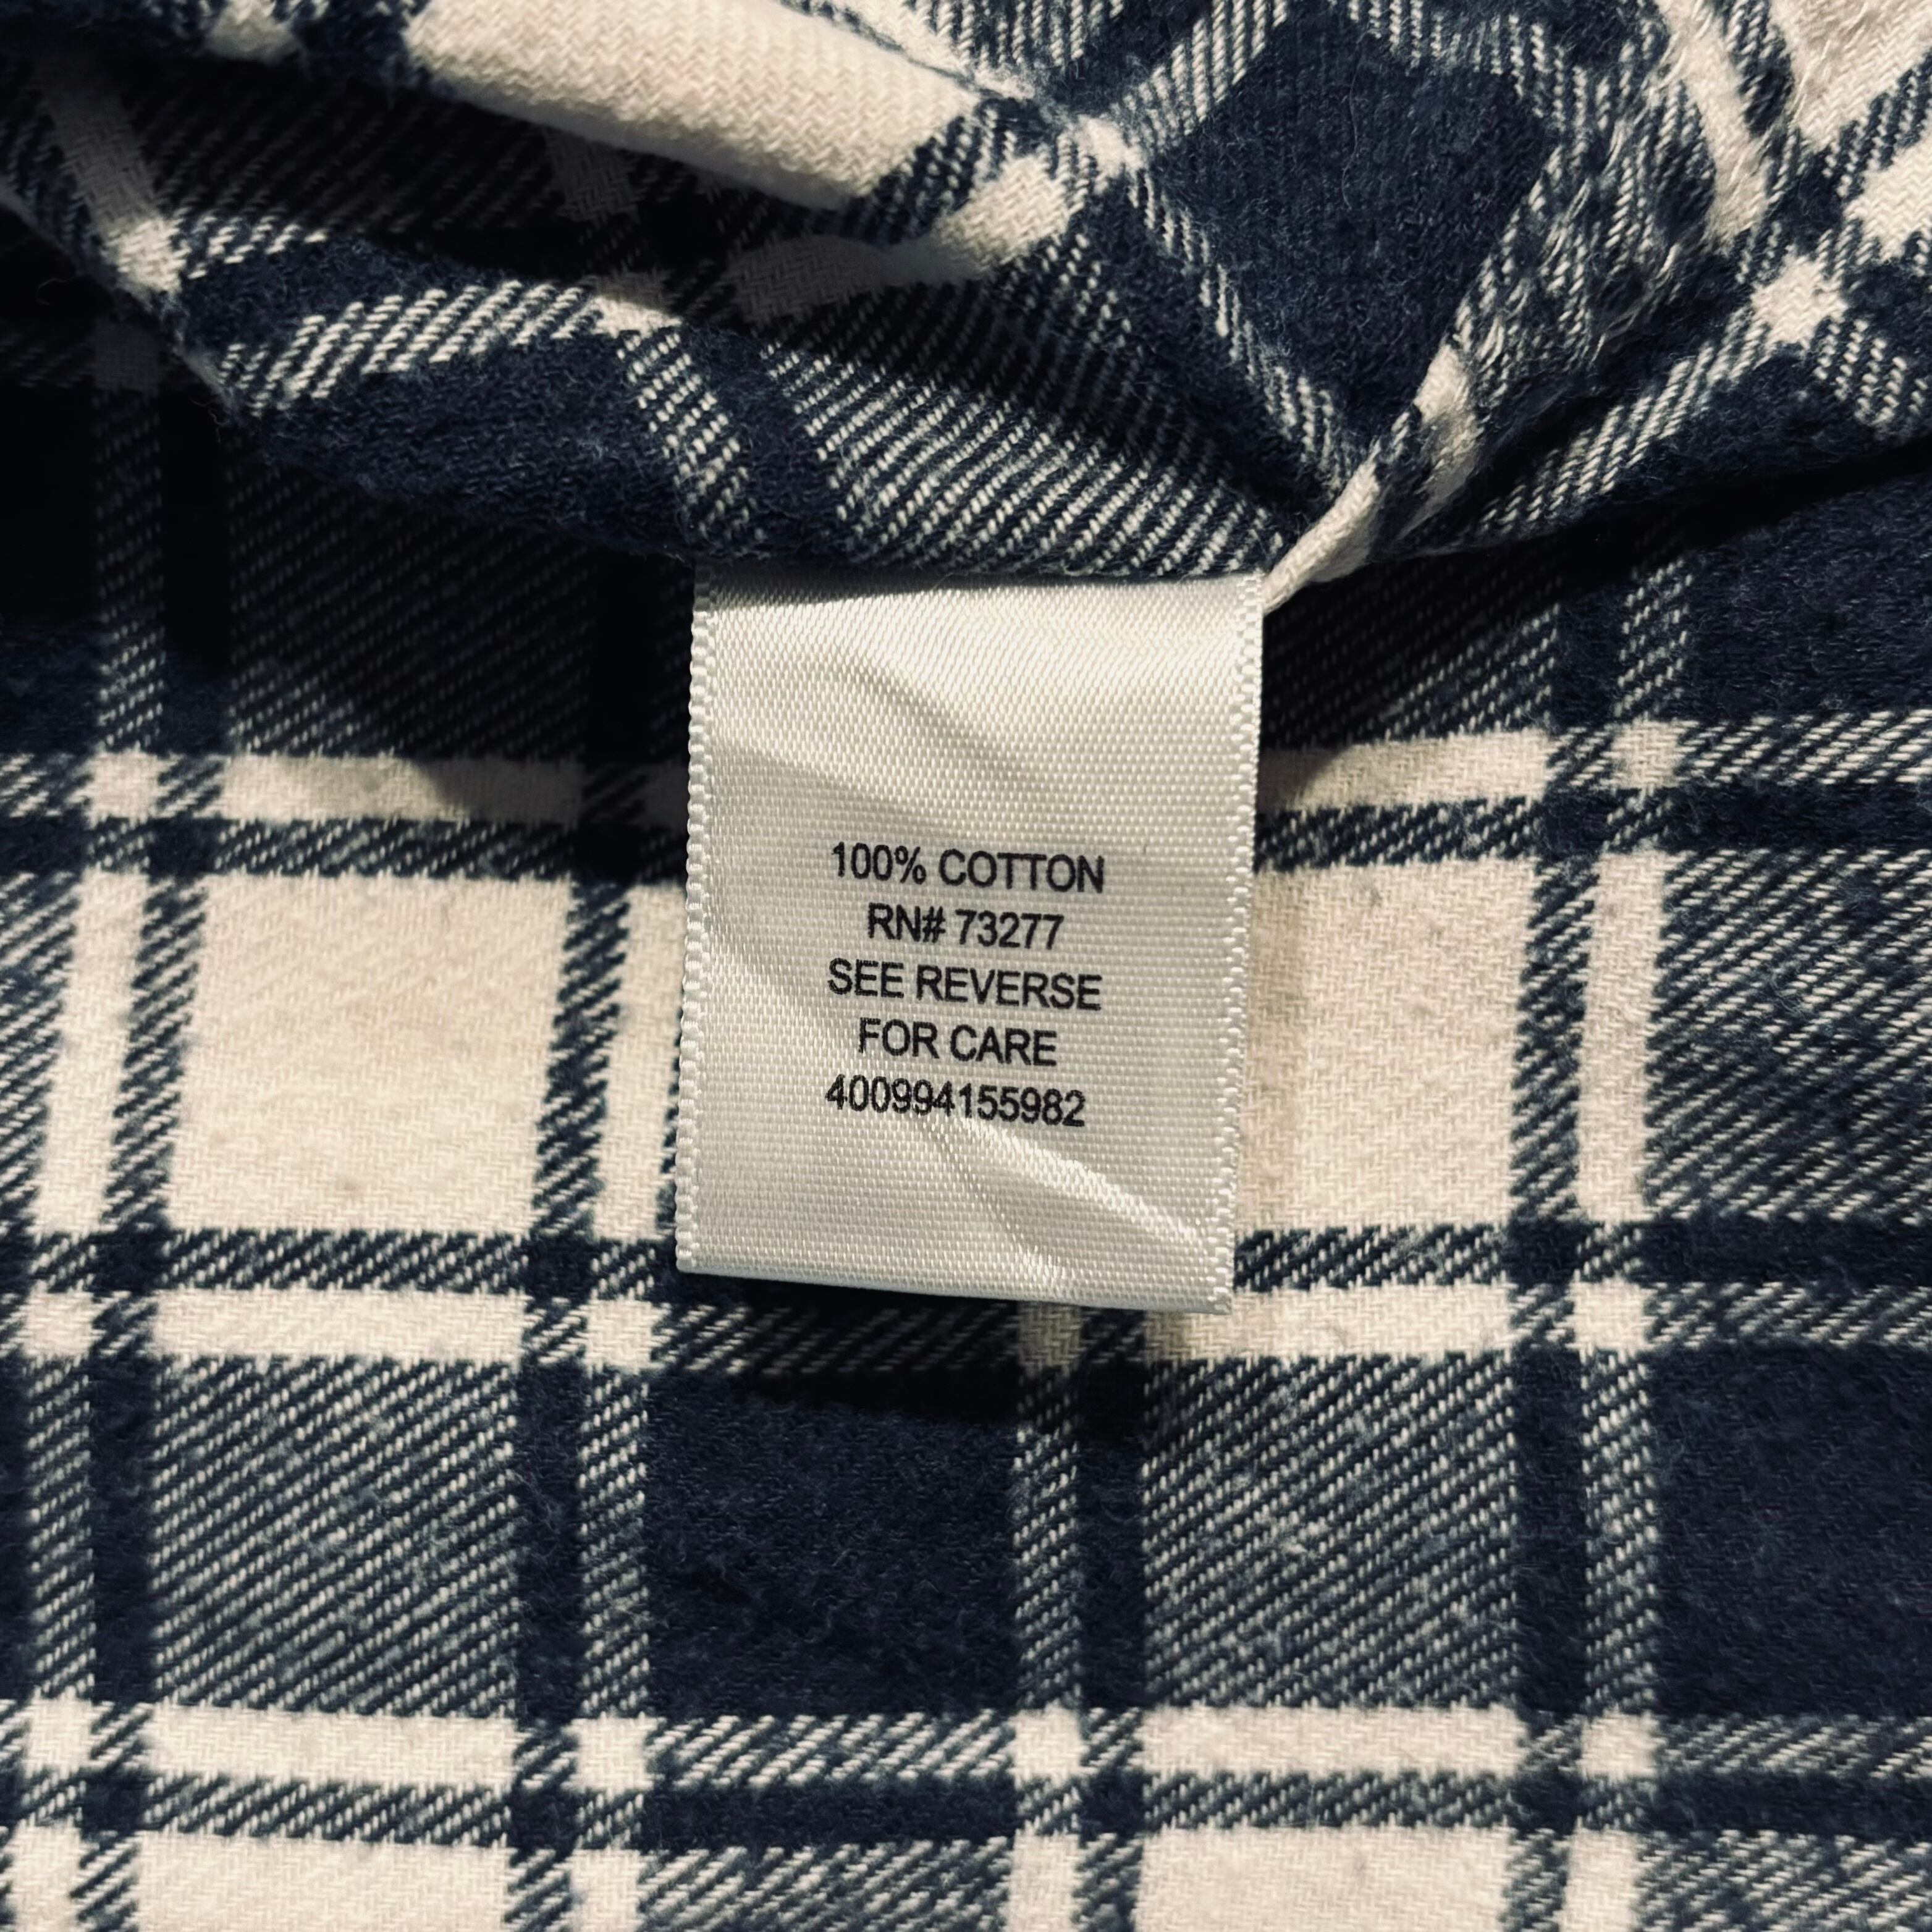 100% COTTON
RN# 73277
SEE REVERSE
FOR CARE
400994155982